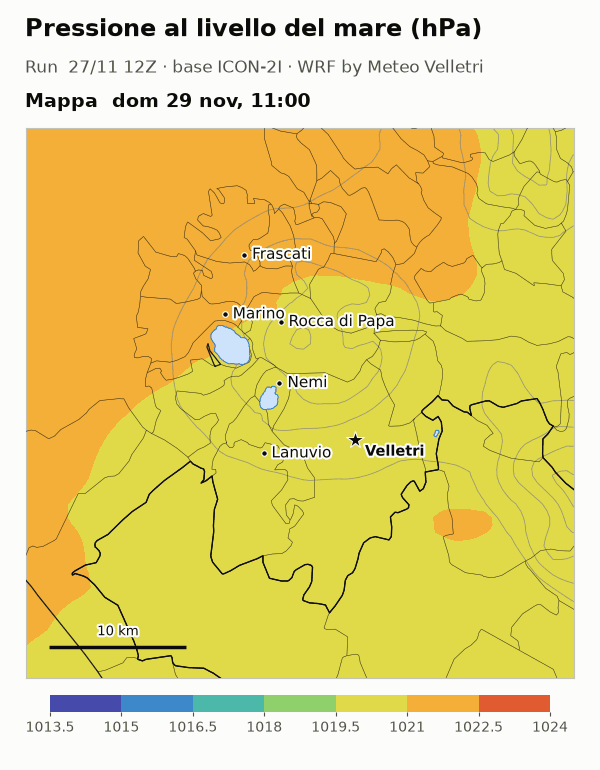 Pressione al livello del mare (hPa)
Run  27/11 12Z · base ICON-2I · WRF by Meteo Velletri
Mappa  dom 29 nov, 11:00
Frascati
Marino
Rocca di Papa
Nemi
Velletri
Lanuvio
10 km
1013.5 1015 1016.5 1018 1019.5 1021 1022.5 1024